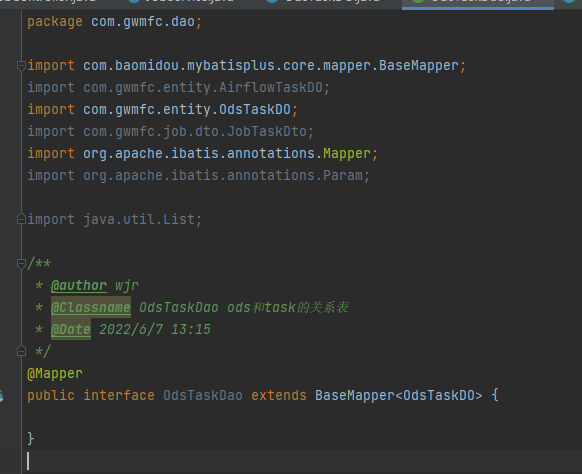 package com.gwmfc.dao;
import com.baomidou.mybatisplus.core.mapper.BaseMapper;
import com.gwmfc.entity.AirflowTaskDO;
import com.gwmfc.entity.OdsTaskDO;
import com.gwmfc.job.dto.JobTaskDto;
import org.apache.ibatis.annotations.Mapper;
import org.apache.ibatis.annotations.Param;
import java.util.List;
/**
* @author wjr
* @Classname OdsTaskDao ods和task的关系表
* @Date 2022/6/7 13:15
*/
@Mapper
public interface OdsTaskDao extends BaseMapper<OdsTaskDO> {
}